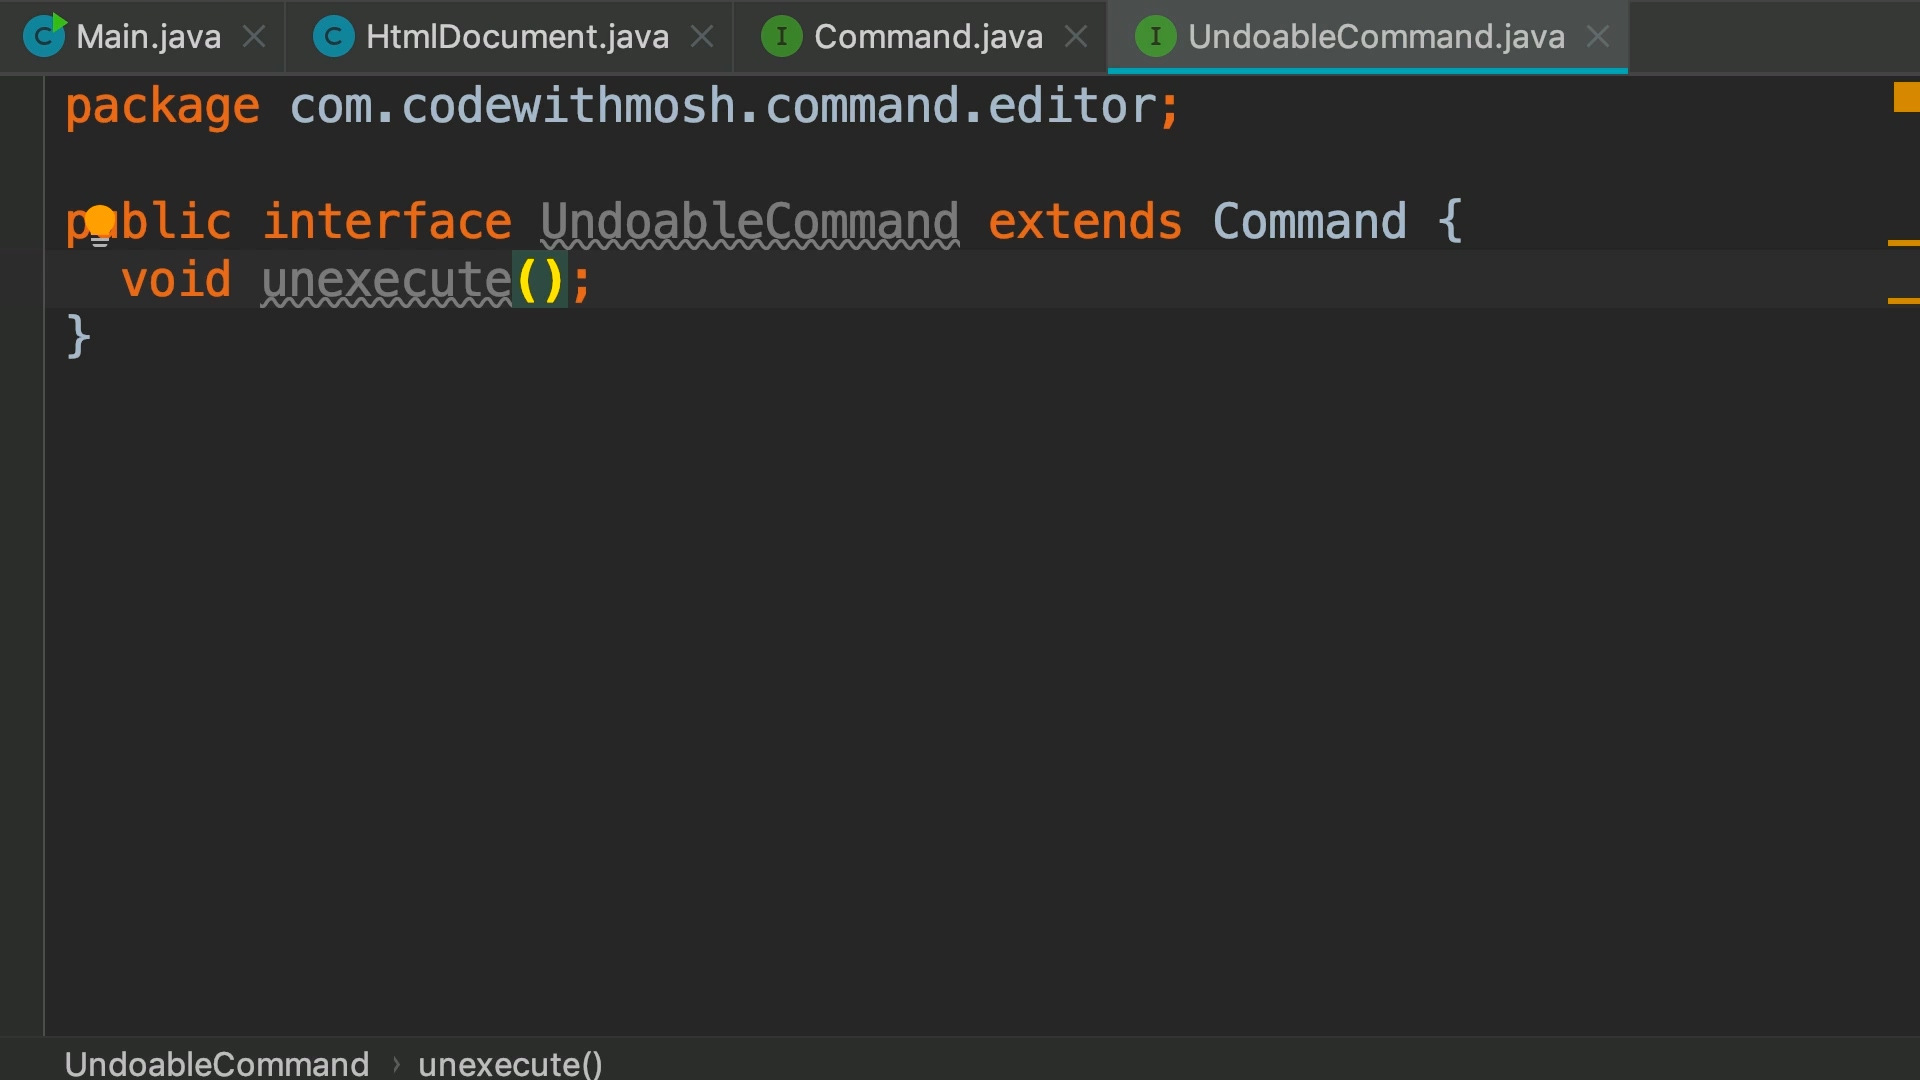 Main.java HtmlDocument.java Command.java UndoableCommand.java
package com.codewithmosh.command.editor;
public interface UndoableCommand extends Command {
void unexecute();
}
UndoableCommand › unexecute()